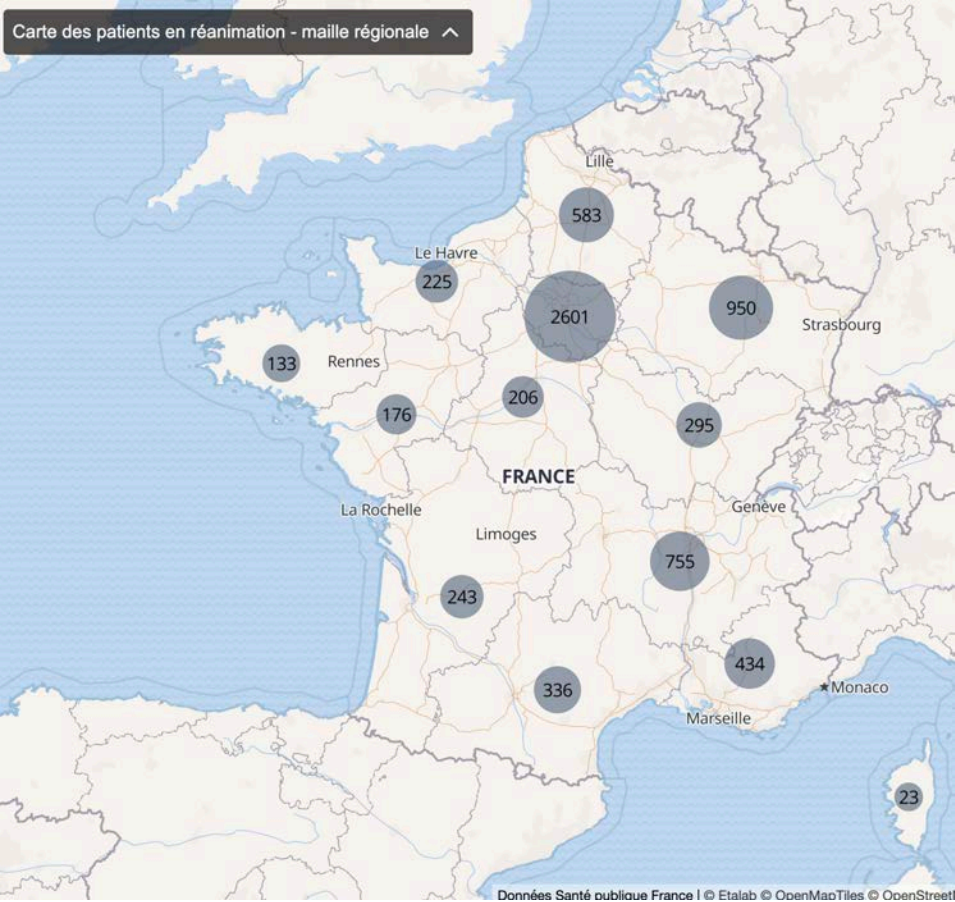 Carte des patients en réanimation - maille régionale
Lille
583
Le Havre
225
2601
950
Strasbourg
133
Rennes
206
176
295
FRANCE
La Rochelle
Genève
Limoges
755
243
434
336
Monaco
Marseille
23
Données Santé publique France | © Etalab © OpenMapTiles © OpenStreetM